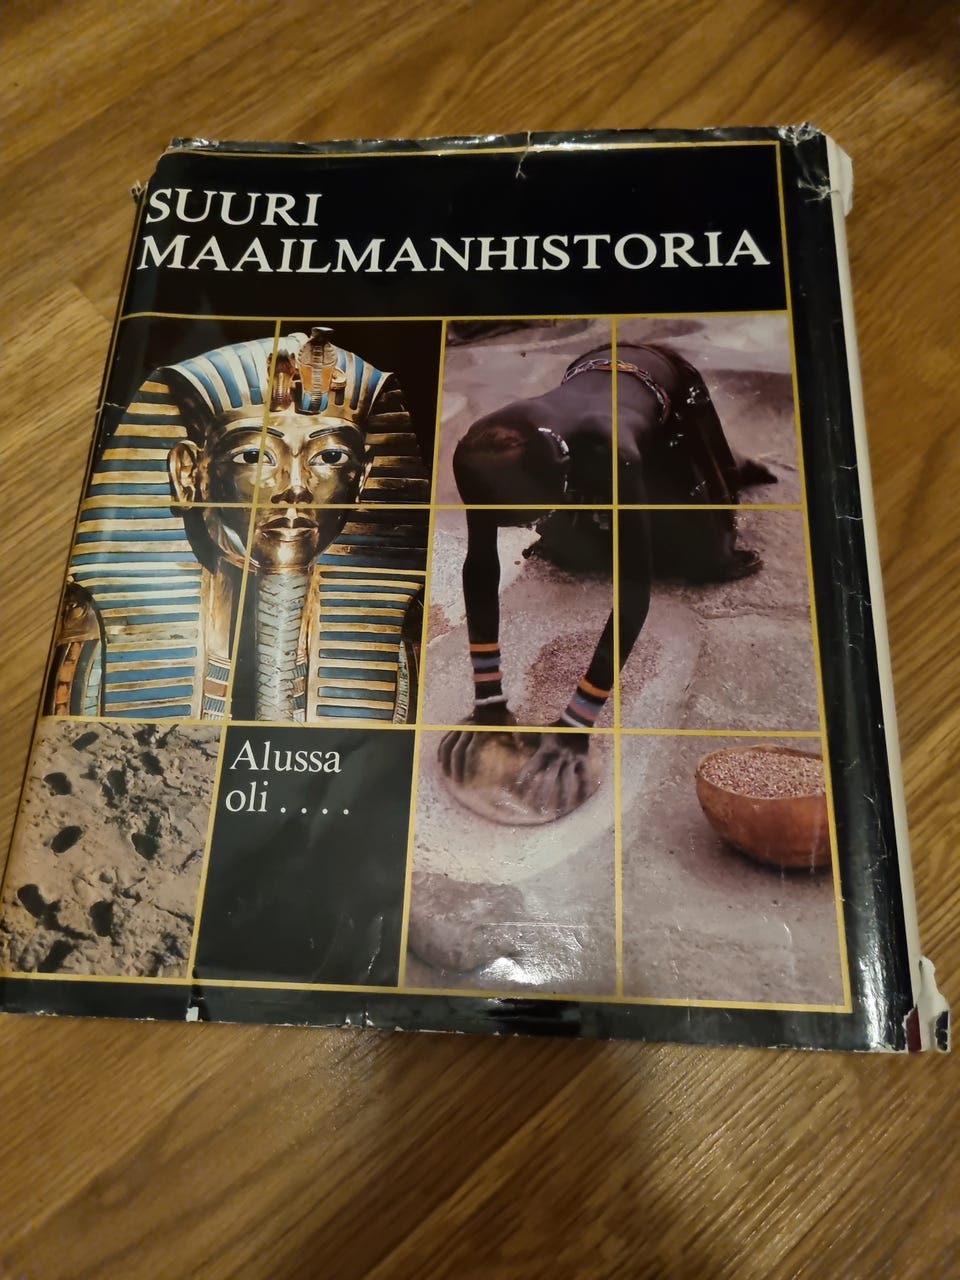 SUURI
MAAILMANHISTORIA
Alussa
oli . . . .